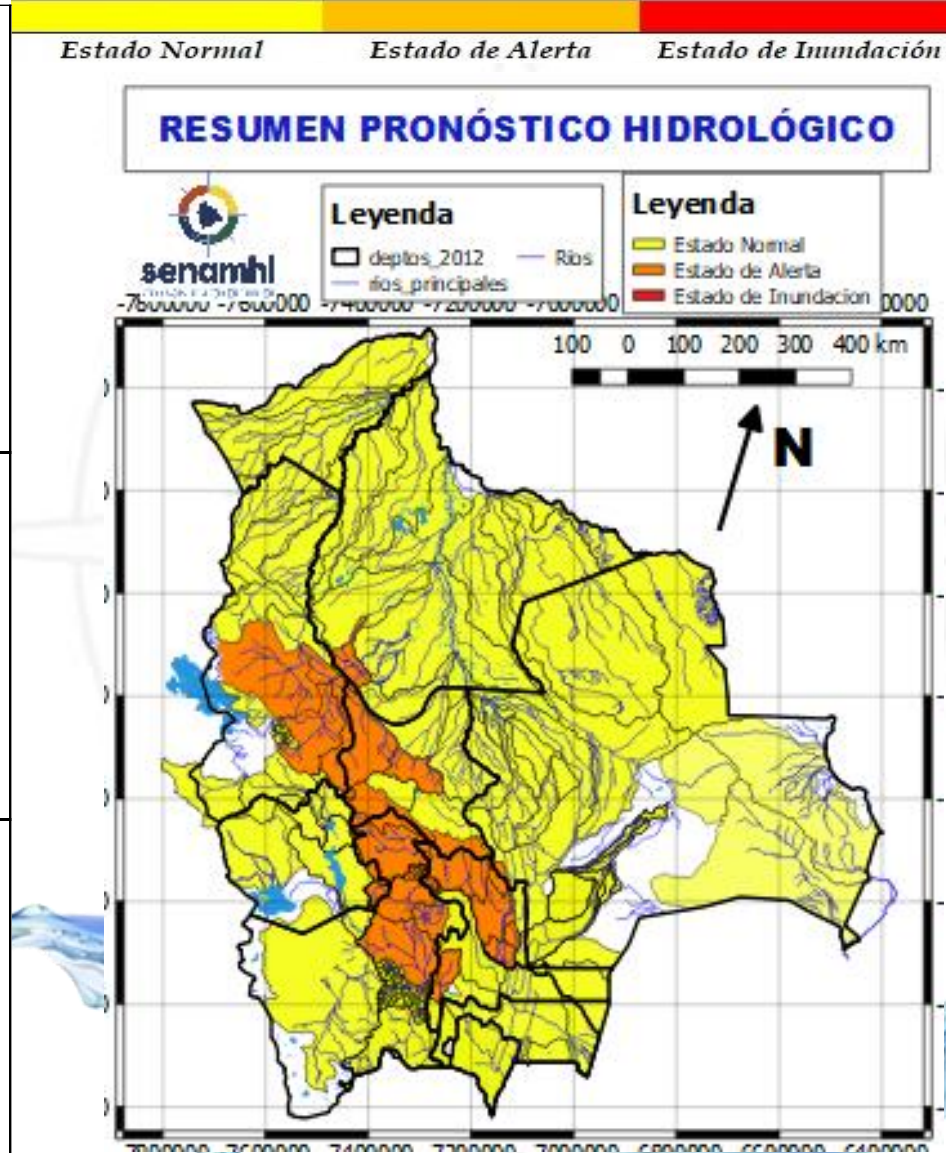 Estado Normal Estado de Alerta Estado de Inundación
RESUMEN PRONÓSTICO HIDROLÓGICO
senamhi
Leyenda
deptos_2012 Rios
rios_principales
Leyenda
Estado Normal
Estado de Alerta
Estado de Inundacion
-7800000 -7600000 -7400000 -7200000 -7000000
100 0 100 200 300 400 km
N